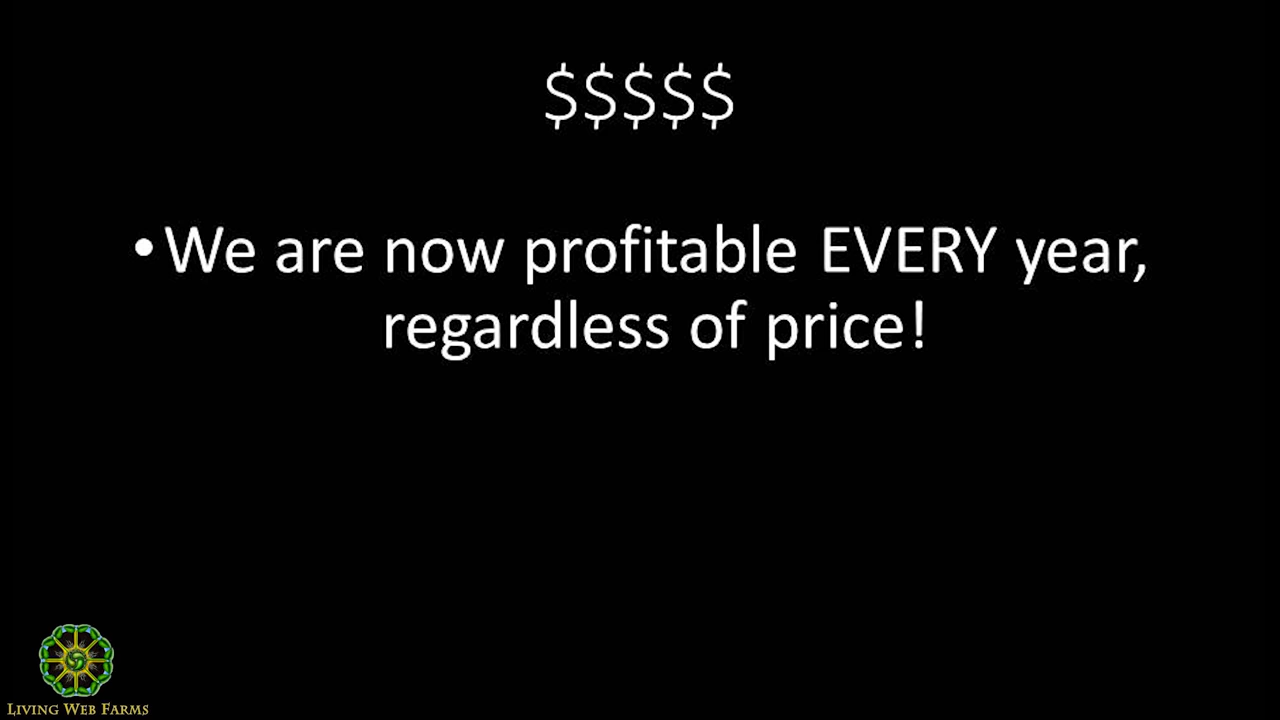 $$$$$
•We are now profitable EVERY year,
regardless of price!
LIVING WEB FARMS